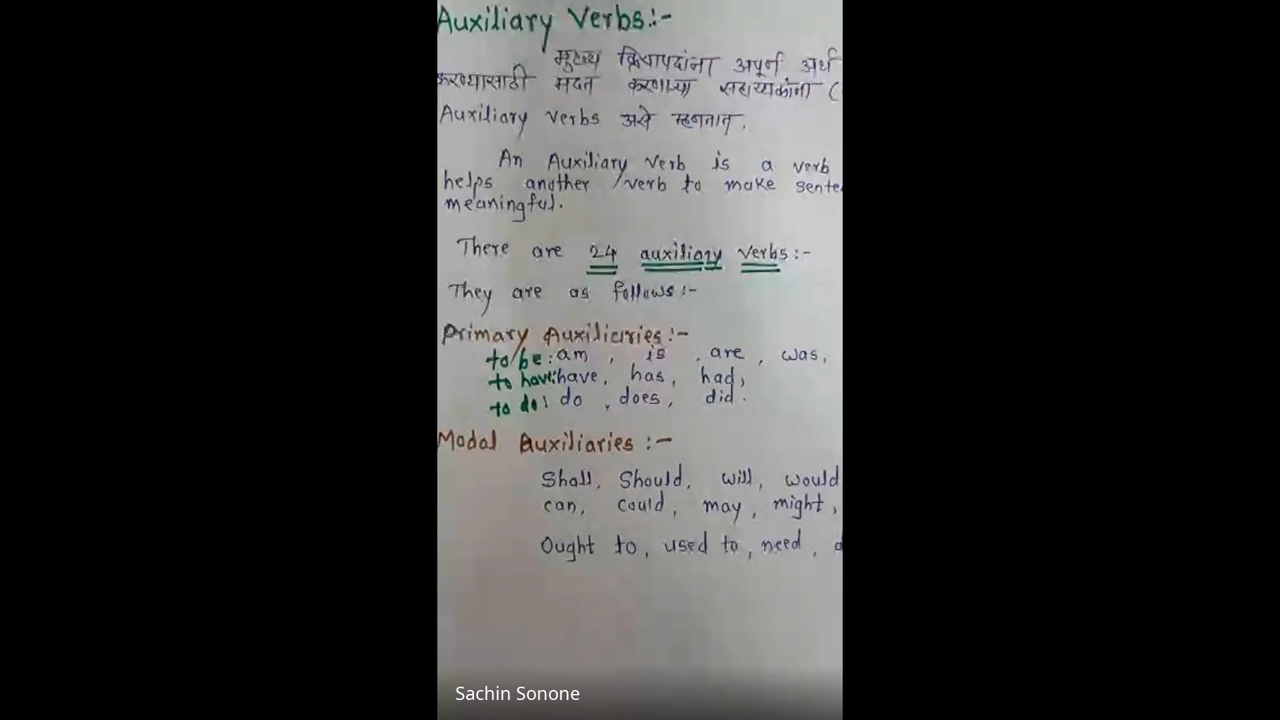 Auxiliary Verbs:-
मुख्य क्रियापदांना अपूर्ण अर्थ
करण्यासाठी मदत करणाऱ्या सहाय्यकांना (
Auxiliary verbs असे म्हणतात.
An Auxiliary Verb is a verb
helps another verb to make sente
meaningful.
There are 24 auxiliary verbs:-
They are as follows:-
Primary Auxiliaries:-
to be: am, is, are, was,
to have: have, has, had,
to do: do, does, did.
Modal Auxiliaries:-
Shall, Should, will, would
can, could, may, might,
Ought to, used to, need, d
Sachin Sonone